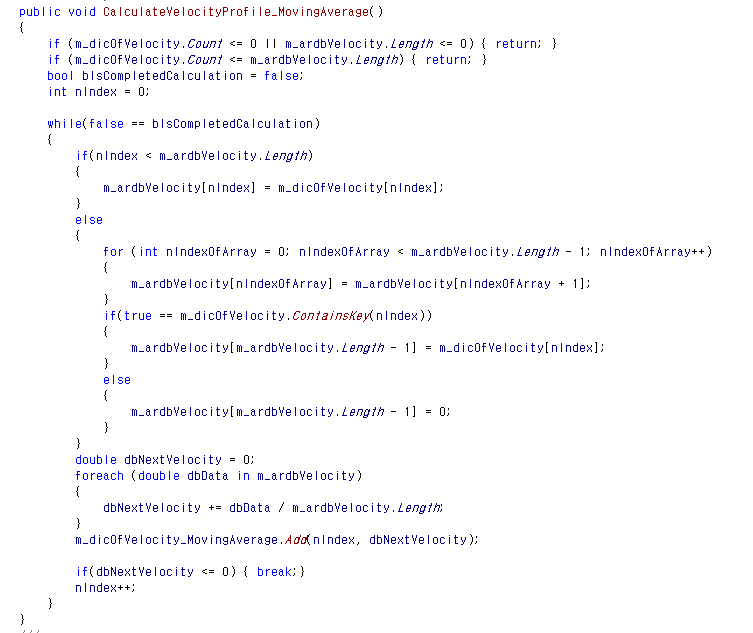 public void CalculateVelocityProfile_MovingAverage()
{
    if (m_dicOfVelocity.Count <= 0 || m_ardbVelocity.Length <= 0) { return; }
    if (m_dicOfVelocity.Count <= m_ardbVelocity.Length) { return; }
    bool bIsCompletedCalculation = false;
    int nIndex = 0;

    while(false == bIsCompletedCalculation)
    {
        if(nIndex < m_ardbVelocity.Length)
        {
            m_ardbVelocity[nIndex] = m_dicOfVelocity[nIndex];
        }
        else
        {
            for (int nIndexOfArray = 0; nIndexOfArray < m_ardbVelocity.Length - 1; nIndexOfArray++)
            {
                m_ardbVelocity[nIndexOfArray] = m_ardbVelocity[nIndexOfArray + 1];
            }
            if(true == m_dicOfVelocity.ContainsKey(nIndex))
            {
                m_ardbVelocity[m_ardbVelocity.Length - 1] = m_dicOfVelocity[nIndex];
            }
            else
            {
                m_ardbVelocity[m_ardbVelocity.Length - 1] = 0;
            }
        }
        double dbNextVelocity = 0;
        foreach (double dbData in m_ardbVelocity)
        {
            dbNextVelocity += dbData / m_ardbVelocity.Length;
        }
        m_dicOfVelocity_MovingAverage.Add(nIndex, dbNextVelocity);

        if(dbNextVelocity <= 0) { break;}
        nIndex++;
    }
}